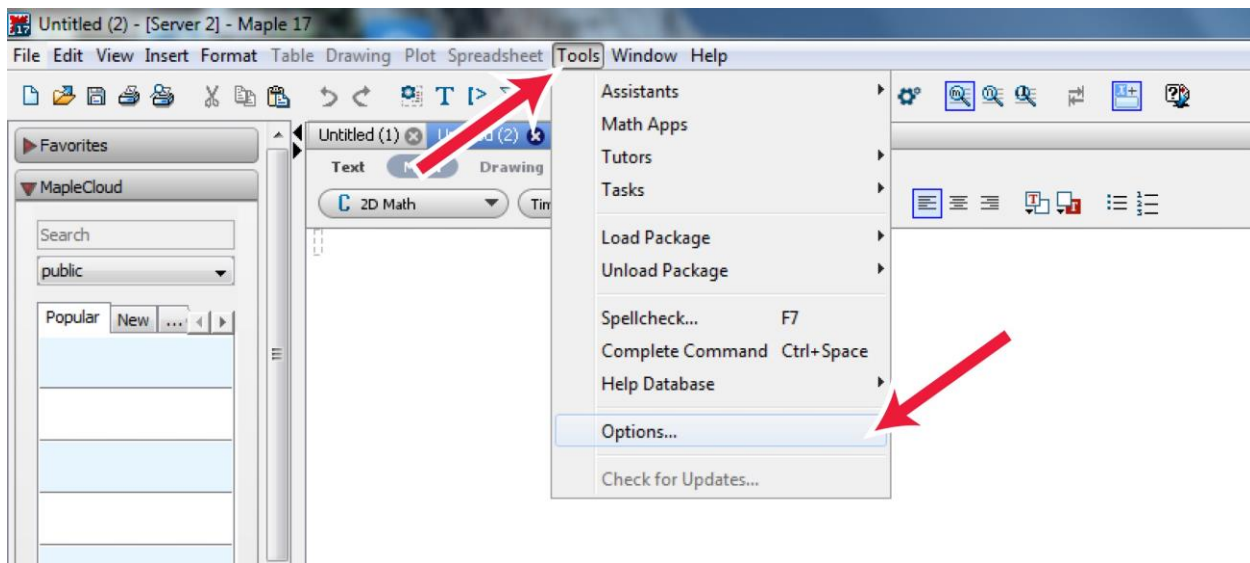 Untitled (2) - [Server 2] - Maple 17
File Edit View Insert Format Table Drawing Plot Spreadsheet Tools Window Help
Favorites
MapleCloud
Search
public
Popular New ...
Untitled (1) (2)
Text Drawing
C 2D Math
Assistants
Math Apps
Tutors
Tasks
Load Package
Unload Package
Spellcheck... F7
Complete Command Ctrl+Space
Help Database
Options...
Check for Updates...